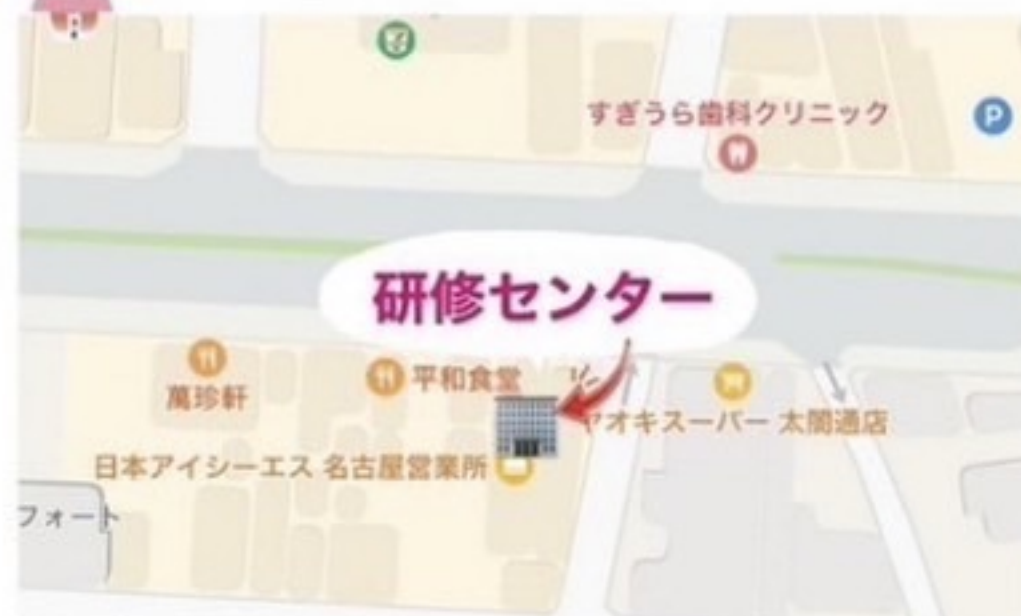 すぎうら歯科クリニック
P
研修センター
萬珍軒
平和食堂
ヤオキスーバー 太閤通店
日本アイシーエス 名古屋営業所
フォート